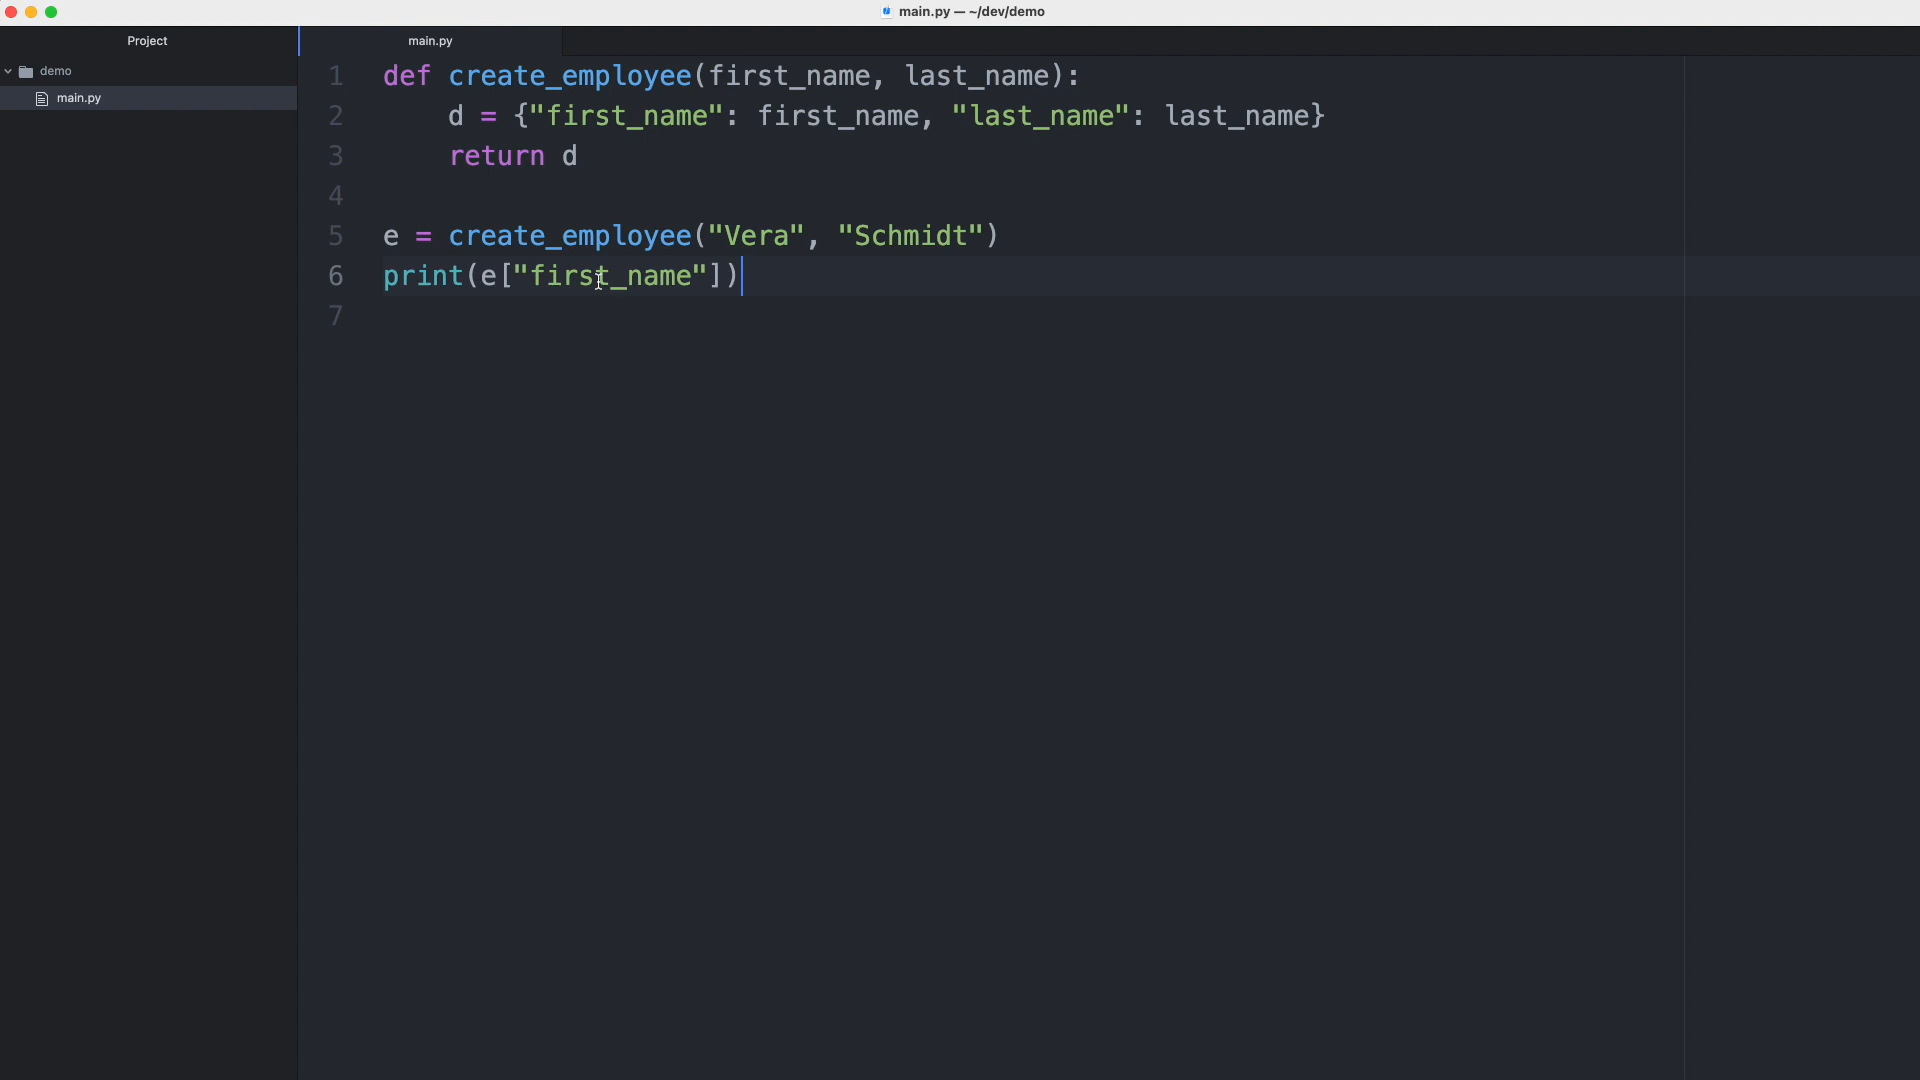 main.py — ~/dev/demo
Project
main.py
demo
main.py
1 def create_employee(first_name, last_name):
2     d = {"first_name": first_name, "last_name": last_name}
3     return d
4
5 e = create_employee("Vera", "Schmidt")
6 print(e["first_name"])
7